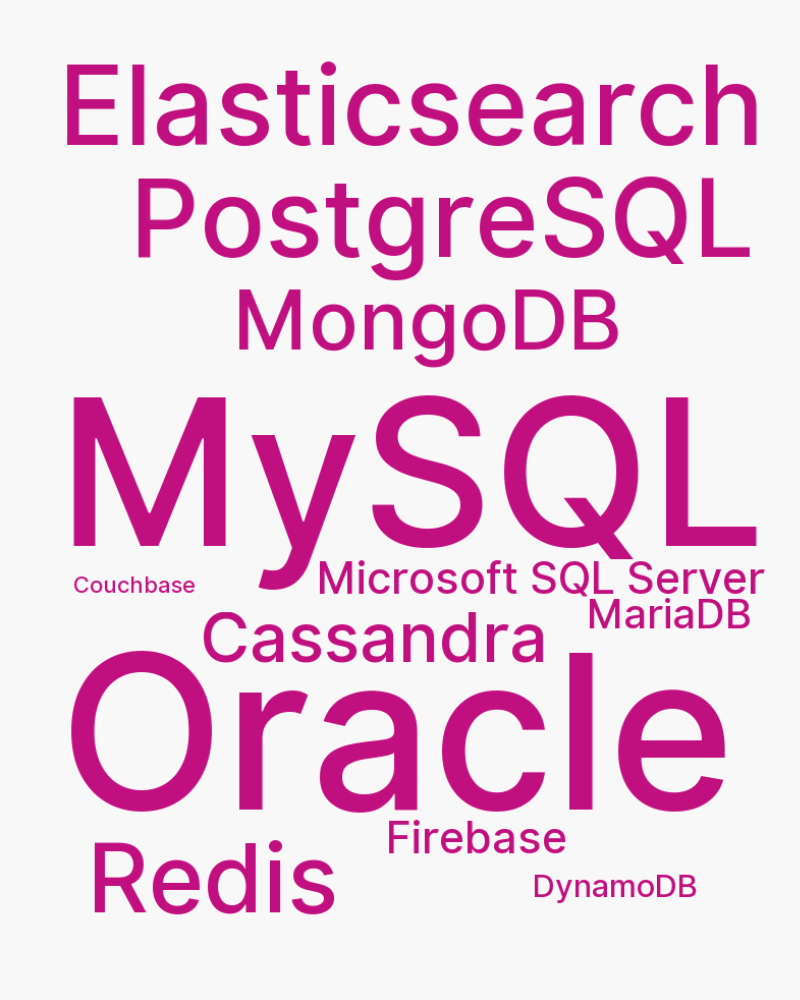 Elasticsearch
PostgreSQL
MongoDB
MySQL
Microsoft SQL Server
Couchbase
MariaDB
Cassandra
Oracle
Firebase
Redis
DynamoDB